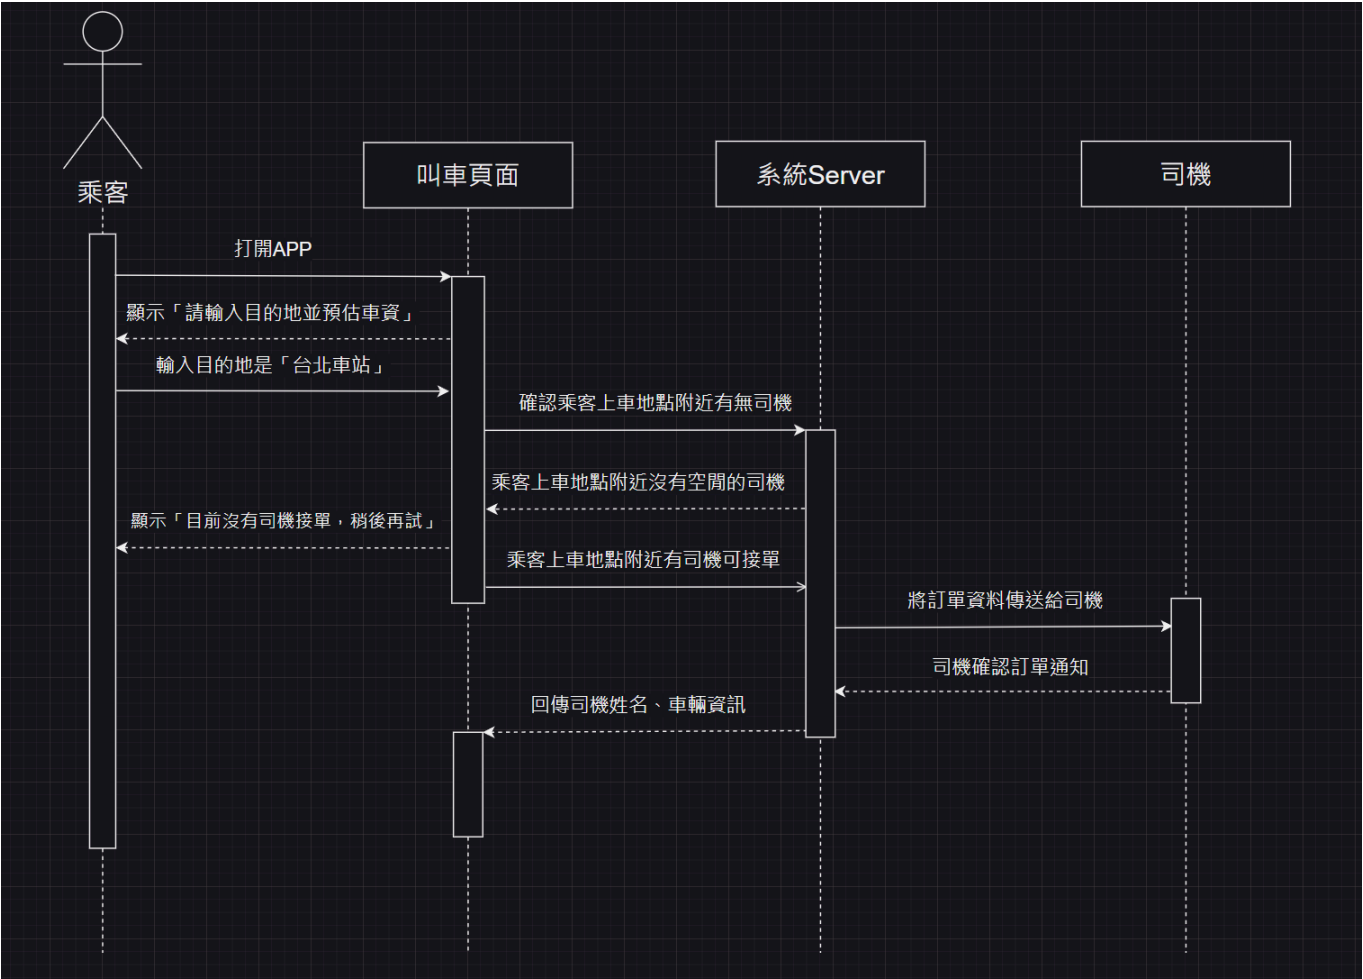 乘客
叫車頁面
系統Server
司機
打開APP
顯示「請輸入目的地並預估車資」
輸入目的地是「台北車站」
確認乘客上車地點附近有無司機
乘客上車地點附近沒有空閒的司機
顯示「目前沒有司機接單，稍後再試」
乘客上車地點附近有司機可接單
將訂單資料傳送給司機
司機確認訂單通知
回傳司機姓名、車輛資訊